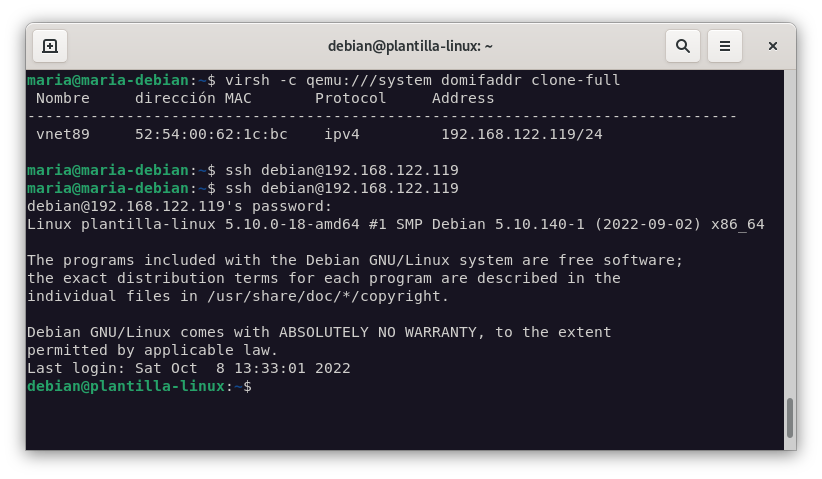 debian@plantilla-linux: ~
maria@maria-debian:~$ virsh -c qemu:///system domifaddr clone-full
Nombre     dirección MAC       Protocol     Address
-------------------------------------------------------------------------------
vnet89     52:54:00:62:1c:bc    ipv4         192.168.122.119/24
maria@maria-debian:~$ ssh debian@192.168.122.119
maria@maria-debian:~$ ssh debian@192.168.122.119
debian@192.168.122.119's password:
Linux plantilla-linux 5.10.0-18-amd64 #1 SMP Debian 5.10.140-1 (2022-09-02) x86_64
The programs included with the Debian GNU/Linux system are free software;
the exact distribution terms for each program are described in the
individual files in /usr/share/doc/*/copyright.
Debian GNU/Linux comes with ABSOLUTELY NO WARRANTY, to the extent
permitted by applicable law.
Last login: Sat Oct  8 13:33:01 2022
debian@plantilla-linux:~$